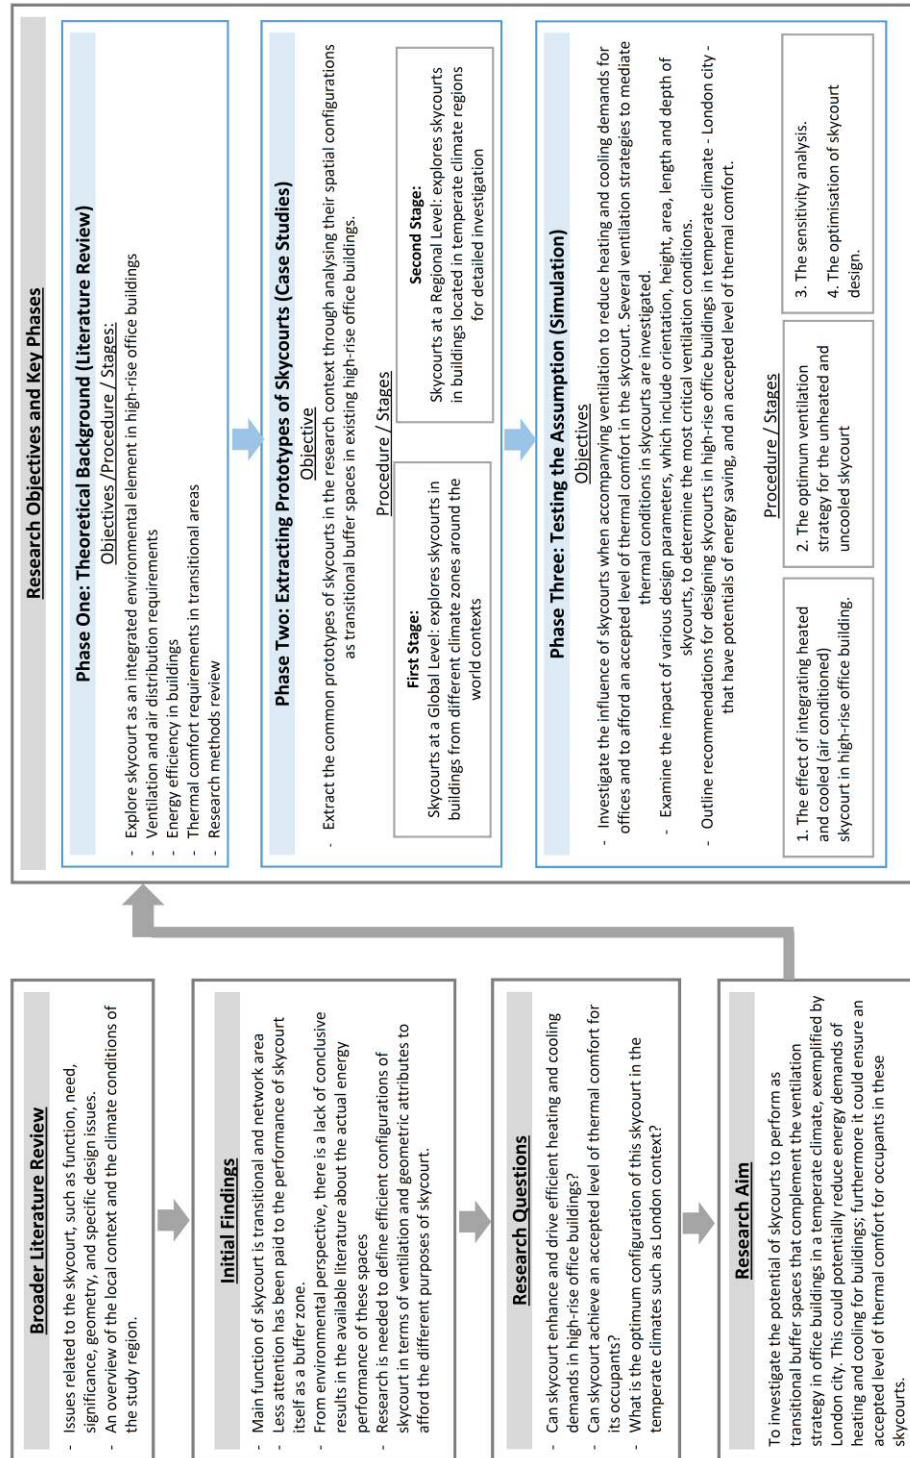 Broader Literature Review
- Issues related to the skycourt, such as function, need,
significance, geometry, and specific design issues.
- An overview of the local context and the climate conditions of
the study region.
Initial Findings
- Main function of skycourt is transitional and network area
- Less attention has been paid to the performance of skycourt
itself as a buffer zone.
- From environmental perspective, there is a lack of conclusive
results in the available literature about the actual energy
performance of these spaces
- Research is needed to define efficient configurations of
skycourt in terms of ventilation and geometric attributes to
afford the different purposes of skycourt.
Research Questions
- Can skycourt enhance and drive efficient heating and cooling
demands in high-rise office buildings?
- Can skycourt achieve an accepted level of thermal comfort for
its occupants?
- What is the optimum configuration of this skycourt in the
temperate climates such as London context?
Research Aim
To investigate the potential of skycourts to perform as
transitional buffer spaces that complement the ventilation
strategy in office buildings in a temperate climate, exemplified by
London city. This could potentially reduce energy demands of
heating and cooling for buildings; furthermore it could ensure an
accepted level of thermal comfort for occupants in these
skycourts.
Research Objectives and Key Phases
Phase One: Theoretical Background (Literature Review)
Objectives /Procedure / Stages:
- Explore skycourt as an integrated environmental element in high-rise office buildings
- Ventilation and air distribution requirements
- Energy efficiency in buildings
- Thermal comfort requirements in transitional areas
- Research methods review
Phase Two: Extracting Prototypes of Skycourts (Case Studies)
Objective
- Extract the common prototypes of skycourts in the research context through analysing their spatial configurations
as transitional buffer spaces in existing high-rise office buildings.
Procedure / Stages
First Stage:
Skycourts at a Global Level: explores skycourts in
buildings from different climate zones around the
world contexts
Second Stage:
Skycourts at a Regional Level: explores skycourts
in buildings located in temperate climate regions
for detailed investigation
Phase Three: Testing the Assumption (Simulation)
Objectives
- Investigate the influence of skycourts when accompanying ventilation to reduce heating and cooling demands for
offices and to afford an accepted level of thermal comfort in the skycourt. Several ventilation strategies to mediate
thermal conditions in skycourts are investigated.
- Examine the impact of various design parameters, which include orientation, height, area, length and depth of
skycourts, to determine the most critical ventilation conditions.
- Outline recommendations for designing skycourts in high-rise office buildings in temperate climate - London city -
that have potentials of energy saving, and an accepted level of thermal comfort.
Procedure / Stages
1. The effect of integrating heated
and cooled (air conditioned)
skycourt in high-rise office building.
2. The optimum ventilation
strategy for the unheated and
uncooled skycourt
3. The sensitivity analysis.
4. The optimisation of skycourt
design.